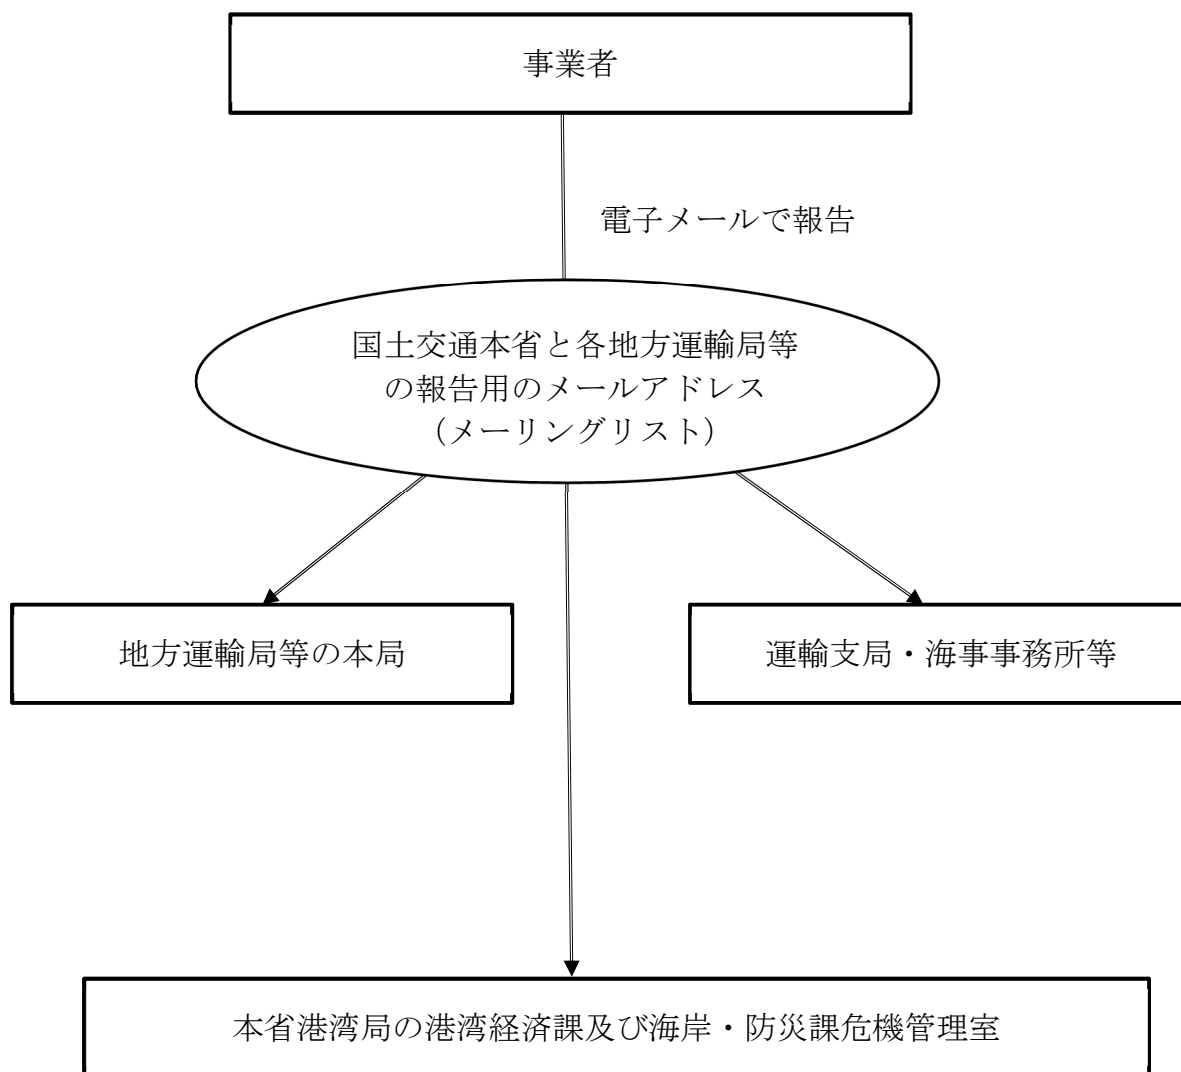 事業者
電子メールで報告
国土交通本省と各地方運輸局等
の報告用のメールアドレス
（メーリングリスト）
地方運輸局等の本局
運輸支局・海事事務所等
本省港湾局の港湾経済課及び海岸・防災課危機管理室